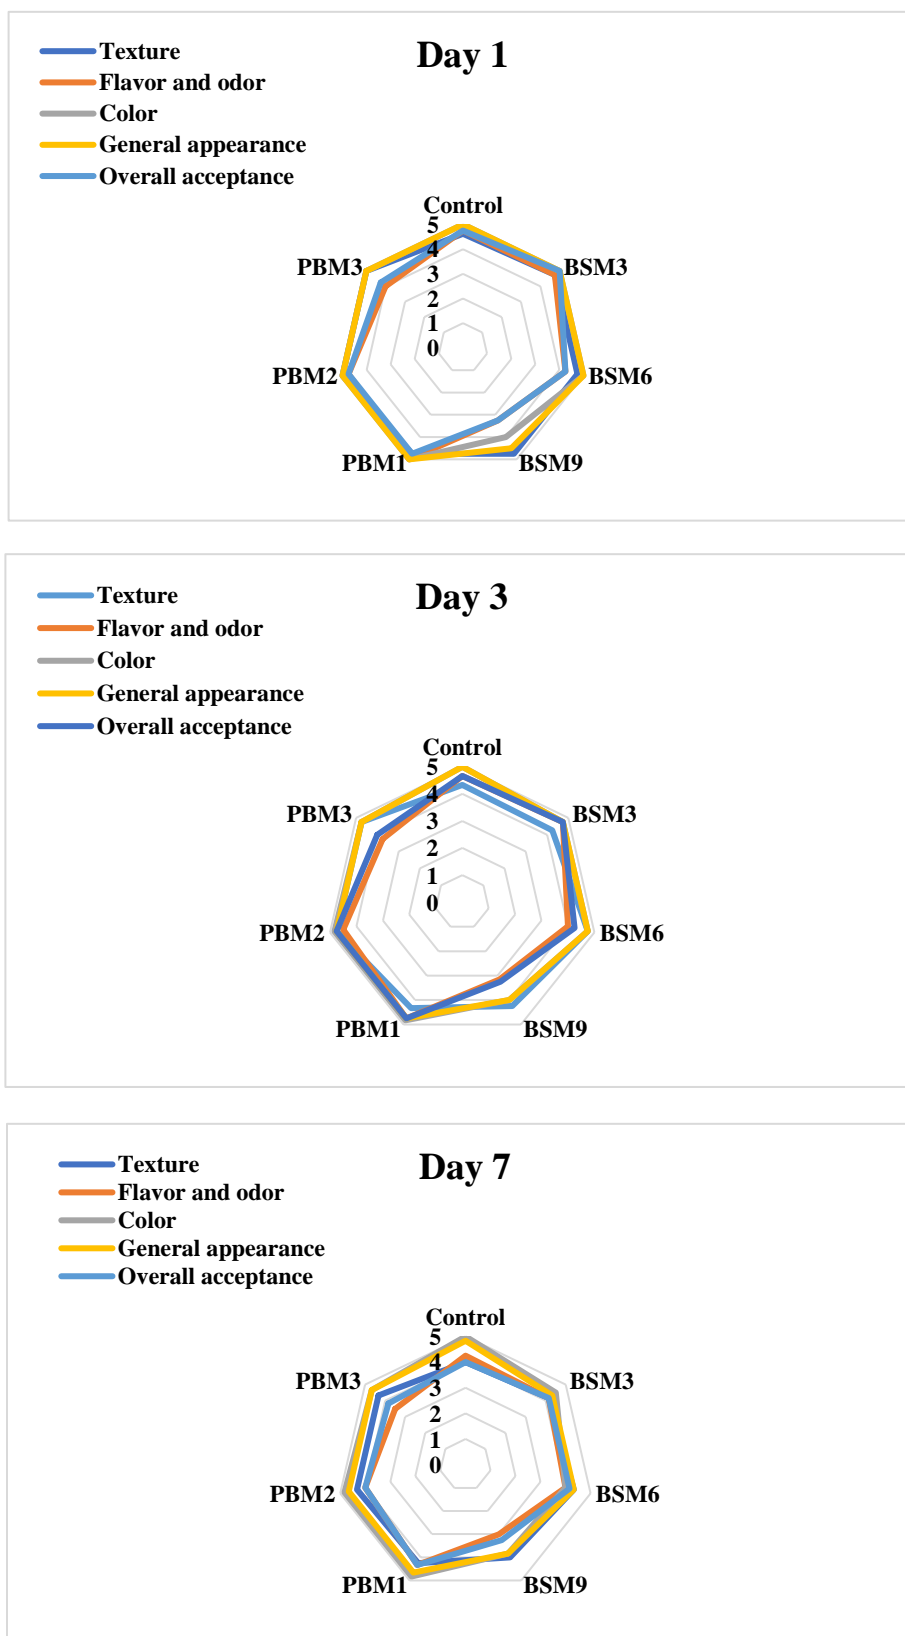 Day 1
Texture
Flavor and odor
Color
General appearance
Overall acceptance
Control
BSM3
BSM6
BSM9
PBM1
PBM2
PBM3
5
4
3
2
1
0
Day 3
Texture
Flavor and odor
Color
General appearance
Overall acceptance
Control
BSM3
BSM6
BSM9
PBM1
PBM2
PBM3
5
4
3
2
1
0
Day 7
Texture
Flavor and odor
Color
General appearance
Overall acceptance
Control
BSM3
BSM6
BSM9
PBM1
PBM2
PBM3
5
4
3
2
1
0